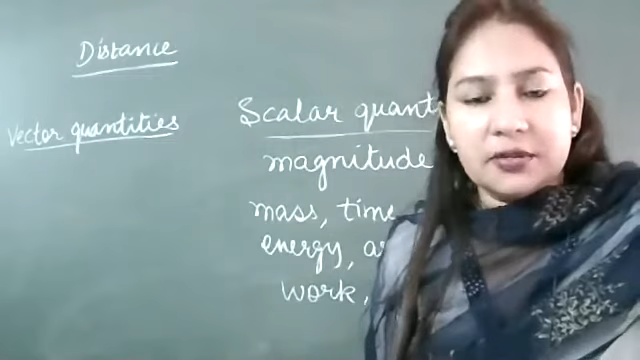 Distance
Vector quantities
Scalar quant
magnitude
mass, time
energy, a
work,